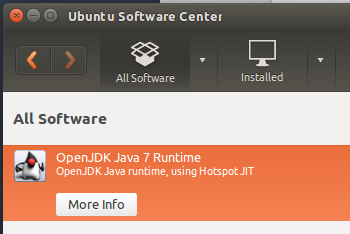 Ubuntu Software Center
All Software
Installed
All Software
OpenJDK Java 7 Runtime
OpenJDK Java runtime, using Hotspot JIT
More Info